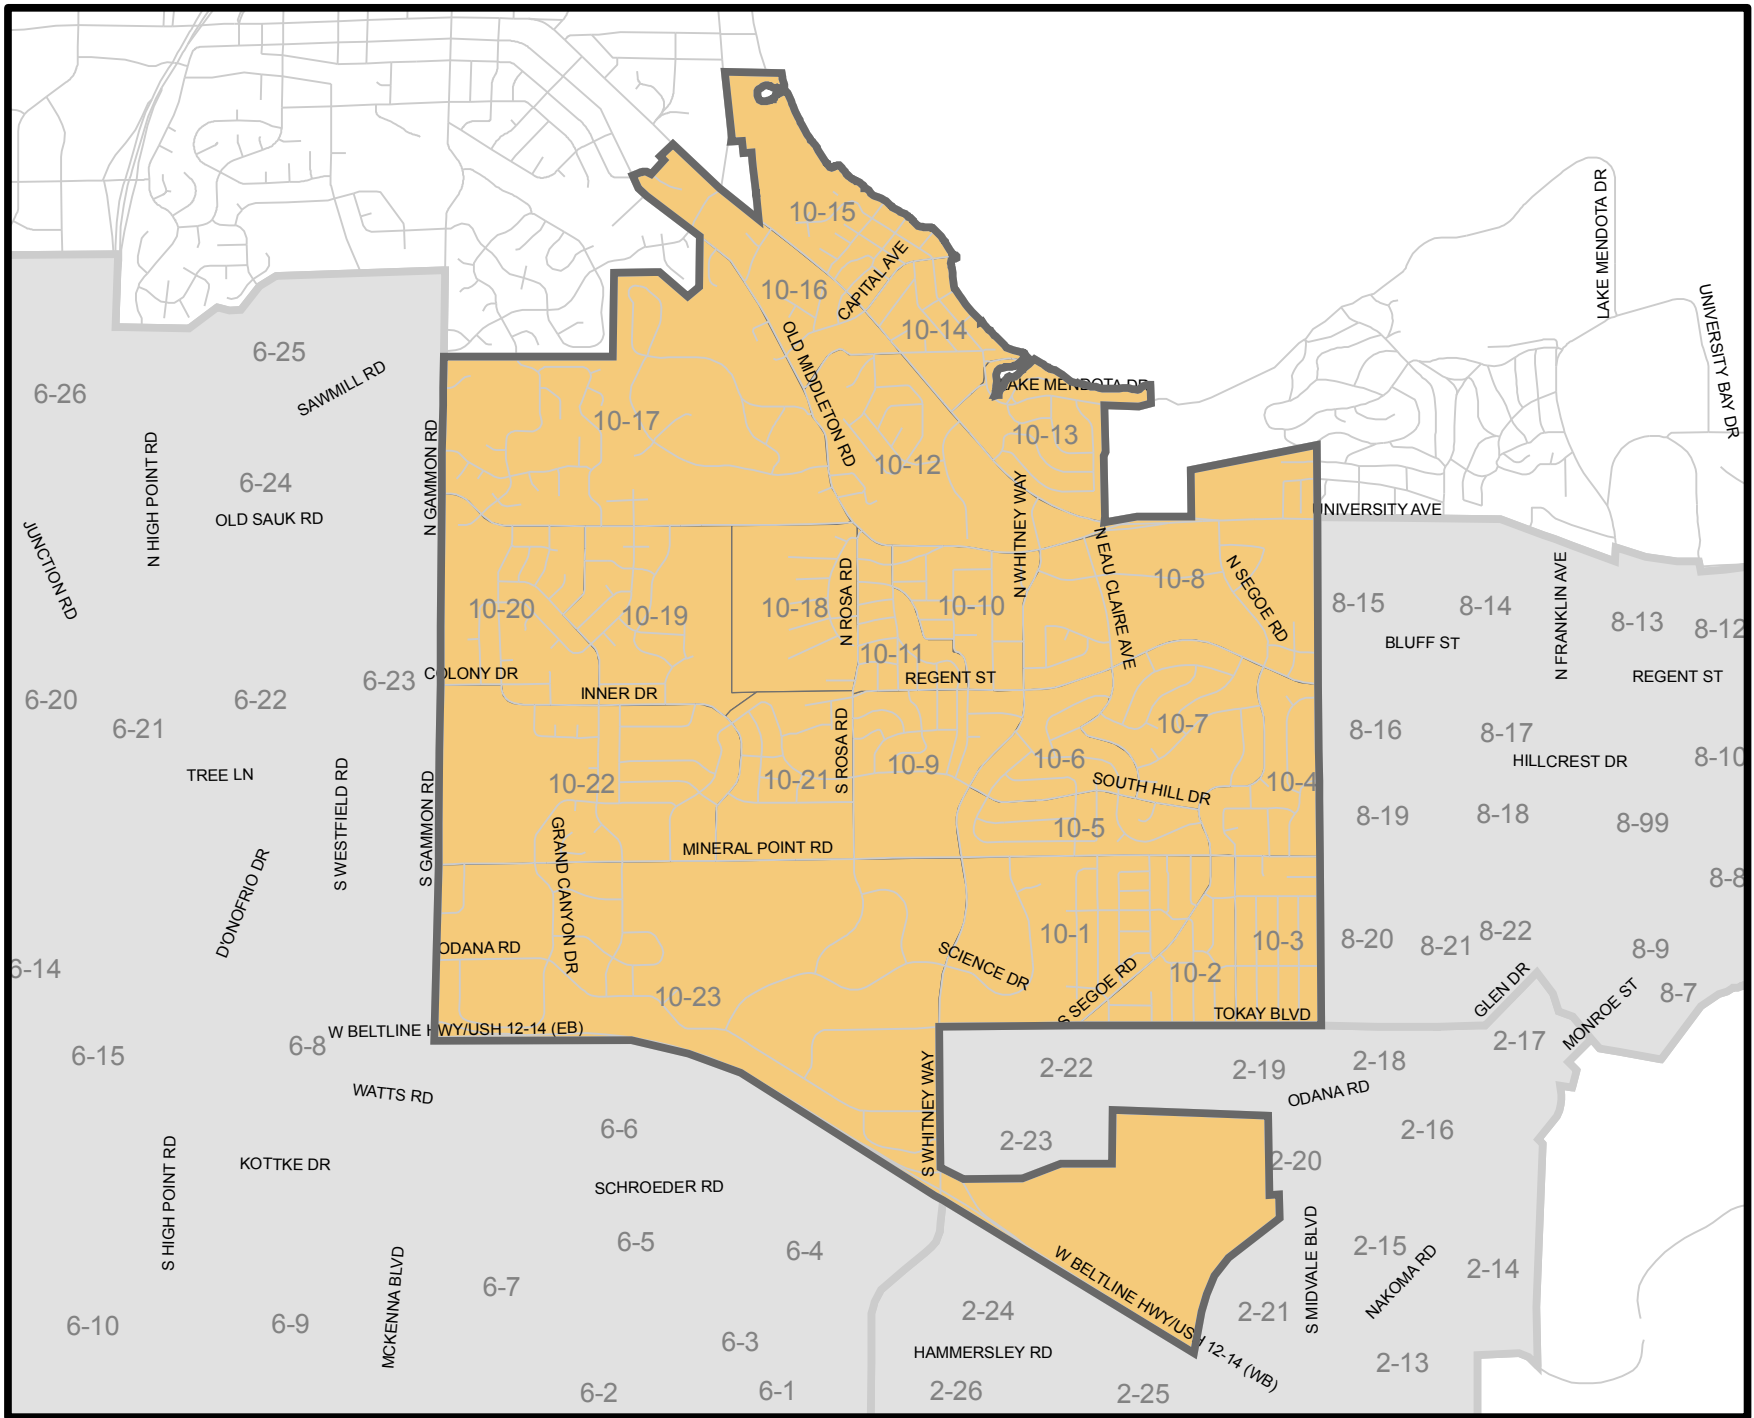 10-15
LAKE MENDOTA DR
CAPITAL AVE
10-16
UNIVERSITY BAY DR
10-14
OLD MIDDLETON RD
6-25
SAWMILL RD
6-26
LAKE MENDOTA DR
10-17
10-13
10-12
N HIGH POINT RD
N GAMMON RD
6-24
OLD SAUK RD
UNIVERSITY AVE
N WHITNEY WAY
JUNCTION RD
N EAU CLAIRE AVE
10-8
N SEGOE RD
N ROSA RD
10-20
10-19
10-18
10-10
8-15
8-14
N FRANKLIN AVE
8-13
8-12
BLUFF ST
10-11
COLONY DR
6-23
REGENT ST
REGENT ST
INNER DR
6-20
6-22
6-21
10-7
8-16
8-17
S ROSA RD
10-9
10-6
HILLCREST DR
8-10
TREE LN
10-22
10-21
SOUTH HILL DR
10-4
S WESTFIELD RD
S GAMMON RD
10-5
8-19
8-18
8-99
MINERAL POINT RD
GRAND CANYON DR
8-8
D'ONOFRIO DR
ODANA RD
10-1
10-3
8-20
8-21
8-22
8-9
6-14
SCIENCE DR
10-2
10-23
S SEGOE RD
GLEN DR
8-7
TOKAY BLVD
MONROE ST
W BELTLINE HWY/USH 12-14 (EB)
6-8
6-15
2-17
2-22
2-19
2-18
WATTS RD
ODANA RD
S WHITNEY WAY
6-6
2-23
2-16
2-20
KOTTKE DR
SCHROEDER RD
S HIGH POINT RD
6-5
6-4
S MIDVALE BLVD
2-15
NAKOMA RD
2-14
6-7
W BELTLINE HWY/USH 12-14 (WB)
MCKENNA BLVD
2-24
2-21
6-10
6-9
6-3
HAMMERSLEY RD
2-13
6-2
6-1
2-26
2-25